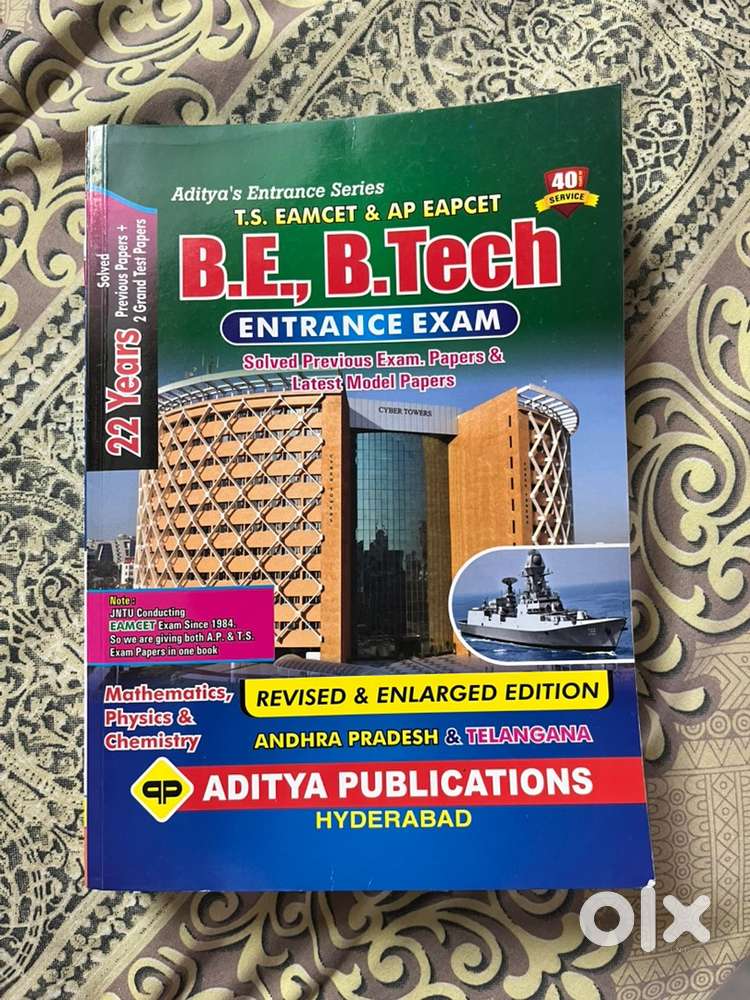 Aditya's Entrance Series
40
SERVICE
T.S. EAMCET & AP EAPCET
B.E., B.Tech
ENTRANCE EXAM
Solved Previous Exam. Papers &
Latest Model Papers
22 Years
Solved
Previous Papers +
2 Grand Test Papers
CYBER TOWERS
Note :
JNTU Conducting
EAMCET Exam Since 1984.
So we are giving both A.P. & T.S.
Exam Papers in one book
Mathematics,
Physics &
Chemistry
REVISED & ENLARGED EDITION
ANDHRA PRADESH & TELANGANA
ADITYA PUBLICATIONS
HYDERABAD
olx